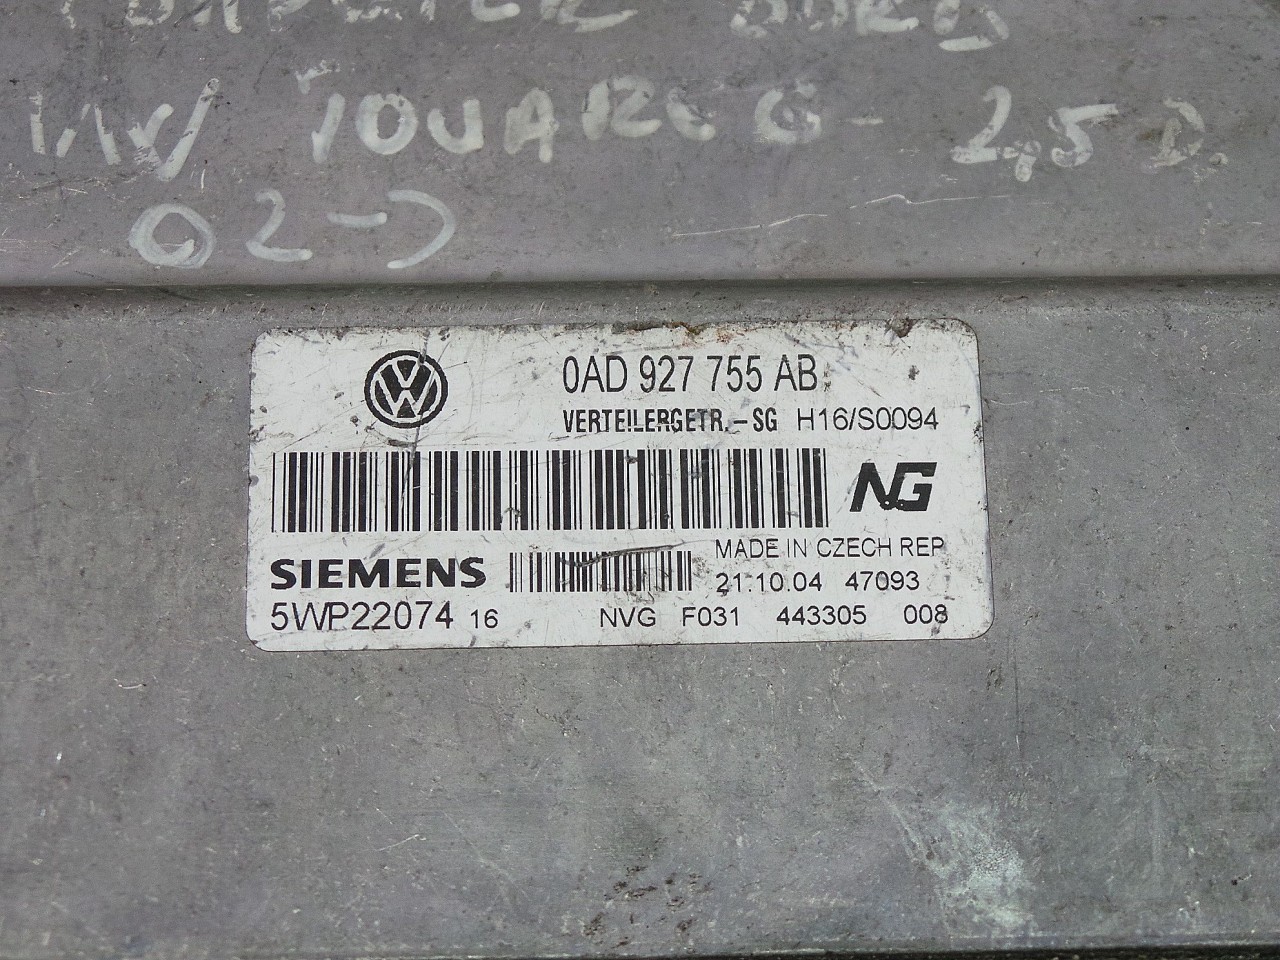 VW TOUAREG - 2,5 D.
02->
0AD 927 755 AB
VERTEILERGETR.-SG H16/S0094
NG
MADE IN CZECH REP
SIEMENS
21.10.04 47093
5WP22074 16 NVG F031 443305 008